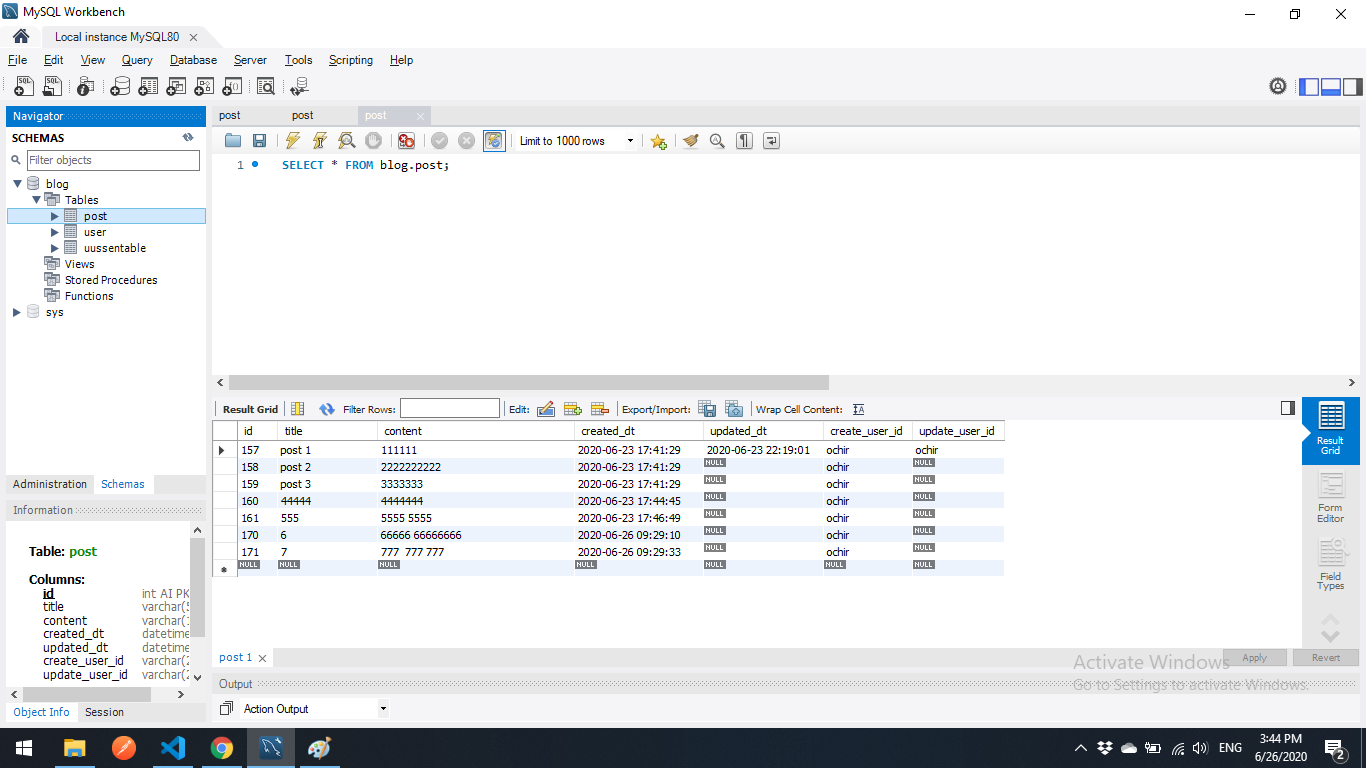 MySQL Workbench
Local instance MySQL80
File Edit View Query Database Server Tools Scripting Help
Navigator
SCHEMAS
Filter objects
blog
Tables
post
user
uussentable
Views
Stored Procedures
Functions
sys
Administration Schemas
Information
Table: post
Columns:
id int AI PK
title varchar(5
content varchar(
created_dt datetime
updated_dt datetime
create_user_id varchar(2
update_user_id varchar(2
Object Info Session
post post post
Limit to 1000 rows
1 SELECT * FROM blog.post;
Result Grid Filter Rows: Edit: Export/Import: Wrap Cell Content:
id title content created_dt updated_dt create_user_id update_user_id
157 post 1 111111 2020-06-23 17:41:29 2020-06-23 22:19:01 ochir ochir
158 post 2 2222222222 2020-06-23 17:41:29 NULL ochir NULL
159 post 3 3333333 2020-06-23 17:41:29 NULL ochir NULL
160 44444 4444444 2020-06-23 17:44:45 NULL ochir NULL
161 555 5555 5555 2020-06-23 17:46:49 NULL ochir NULL
170 6 66666 66666666 2020-06-26 09:29:10 NULL ochir NULL
171 7 777 777 777 2020-06-26 09:29:33 NULL ochir NULL
NULL NULL NULL NULL NULL NULL NULL
Result
Grid
Form
Editor
Field
Types
post 1
Apply Revert
Activate Windows
Go to Settings to activate Windows.
Output
Action Output
ENG
3:44 PM
6/26/2020
2